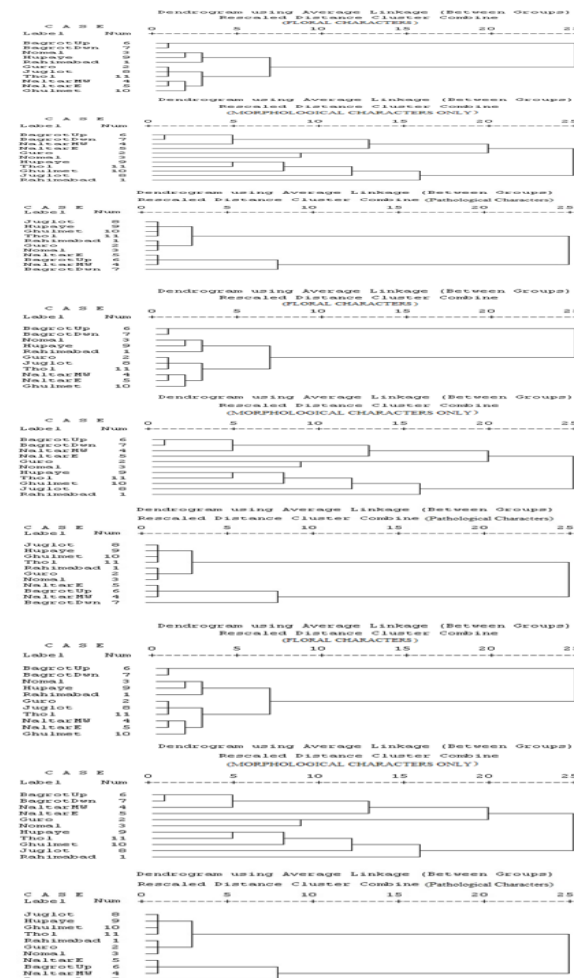 Dendrogram using Average Linkage (Between Groups)
Rescaled Distance Cluster Combine
(FLORAL CHARACTERS)
C A S E 0 5 10 15 20 25
Label Num
BagrotUp 6
BagrotDwn 7
Nomal 3
Hupaye 9
Rahimabad 1
Guro 2
Juglot 8
Thol 11
NaltarMW 4
NaltarE 5
Ghulmet 10
Dendrogram using Average Linkage (Between Groups)
Rescaled Distance Cluster Combine
(MORPHOLOGICAL CHARACTERS ONLY)
C A S E 0 5 10 15 20 25
Label Num
BagrotUp 6
BagrotDwn 7
NaltarMW 4
NaltarE 5
Guro 2
Nomal 3
Hupaye 9
Thol 11
Ghulmet 10
Juglot 8
Rahimabad 1
Dendrogram using Average Linkage (Between Groups)
Rescaled Distance Cluster Combine (Pathological Characters)
C A S E 0 5 10 15 20 25
Label Num
Juglot 8
Hupaye 9
Ghulmet 10
Thol 11
Rahimabad 1
Guro 2
Nomal 3
NaltarE 5
BagrotUp 6
NaltarMW 4
BagrotDwn 7
Dendrogram using Average Linkage (Between Groups)
Rescaled Distance Cluster Combine
(FLORAL CHARACTERS)
C A S E 0 5 10 15 20 25
Label Num
BagrotUp 6
BagrotDwn 7
Nomal 3
Hupaye 9
Rahimabad 1
Guro 2
Juglot 8
Thol 11
NaltarMW 4
NaltarE 5
Ghulmet 10
Dendrogram using Average Linkage (Between Groups)
Rescaled Distance Cluster Combine
(MORPHOLOGICAL CHARACTERS ONLY)
C A S E 0 5 10 15 20 25
Label Num
BagrotUp 6
BagrotDwn 7
NaltarMW 4
NaltarE 5
Guro 2
Nomal 3
Hupaye 9
Thol 11
Ghulmet 10
Juglot 8
Rahimabad 1
Dendrogram using Average Linkage (Between Groups)
Rescaled Distance Cluster Combine (Pathological Characters)
C A S E 0 5 10 15 20 25
Label Num
Juglot 8
Hupaye 9
Ghulmet 10
Thol 11
Rahimabad 1
Guro 2
Nomal 3
NaltarE 5
BagrotUp 6
NaltarMW 4
BagrotDwn 7
Dendrogram using Average Linkage (Between Groups)
Rescaled Distance Cluster Combine
(FLORAL CHARACTERS)
C A S E 0 5 10 15 20 25
Label Num
BagrotUp 6
BagrotDwn 7
Nomal 3
Hupaye 9
Rahimabad 1
Guro 2
Juglot 8
Thol 11
NaltarMW 4
NaltarE 5
Ghulmet 10
Dendrogram using Average Linkage (Between Groups)
Rescaled Distance Cluster Combine
(MORPHOLOGICAL CHARACTERS ONLY)
C A S E 0 5 10 15 20 25
Label Num
BagrotUp 6
BagrotDwn 7
NaltarMW 4
NaltarE 5
Guro 2
Nomal 3
Hupaye 9
Thol 11
Ghulmet 10
Juglot 8
Rahimabad 1
Dendrogram using Average Linkage (Between Groups)
Rescaled Distance Cluster Combine (Pathological Characters)
C A S E 0 5 10 15 20 25
Label Num
Juglot 8
Hupaye 9
Ghulmet 10
Thol 11
Rahimabad 1
Guro 2
Nomal 3
NaltarE 5
BagrotUp 6
NaltarMW 4